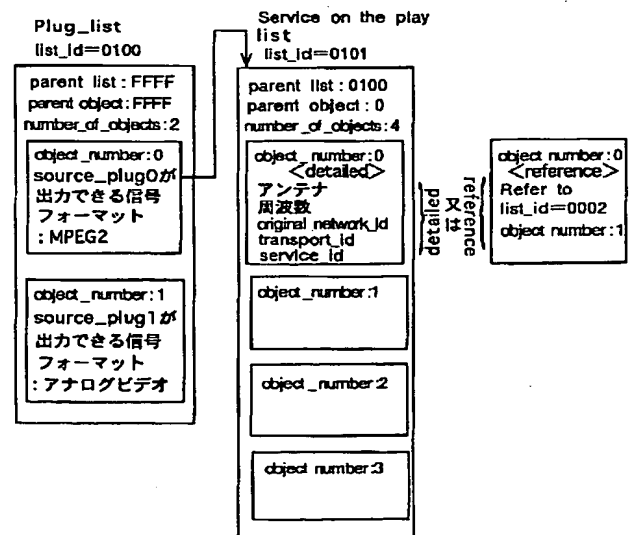 Plug_list
list_id=0100
parent list : FFFF
parent object : FFFF
number_of_objects : 2
object_number : 0
source_plug0が
出力できる信号
フォーマット
: MPEG2
object_number : 1
source_plug1が
出力できる信号
フォーマット
: アナログビデオ
Service on the play
list
list_id=0101
parent list : 0100
parent object : 0
number_of_objects : 4
object_number:0
<detailed>
アンテナ
周波数
original_network_id
transport_id
service_id
object_number:1
object_number:2
object number:3
detailed
又は
reference
object number:0
<reference>
Refer to
list_id=0002
object number:1